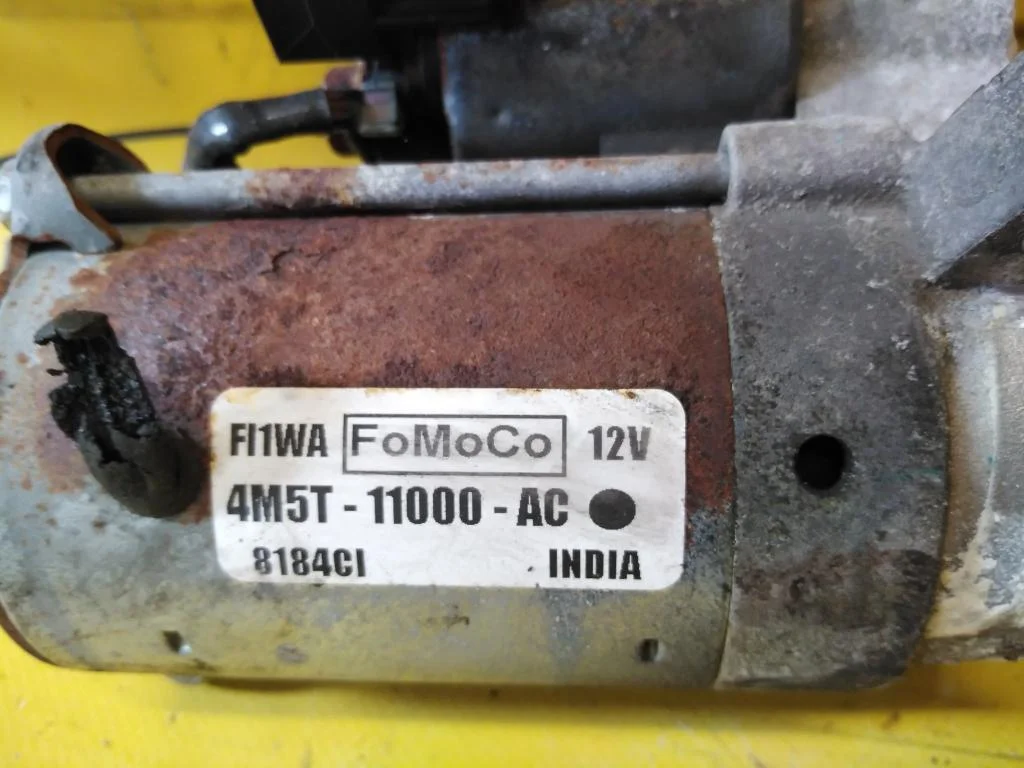 FI1WA FoMoCo 12V
4M5T - 11000 - AC
8184CI INDIA